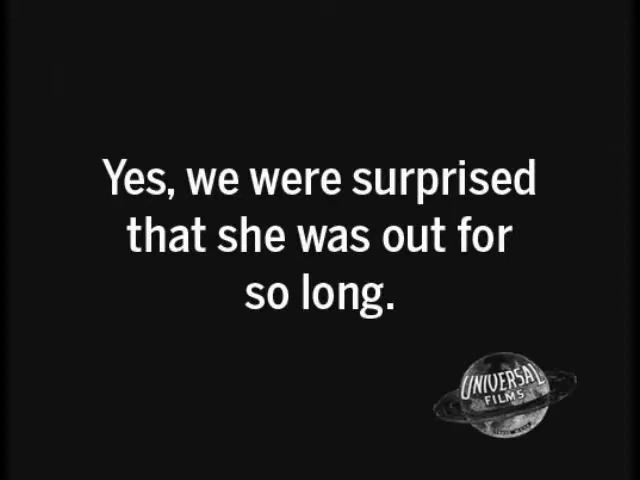 Yes, we were surprised
that she was out for
so long.
UNIVERSAL
FILMS